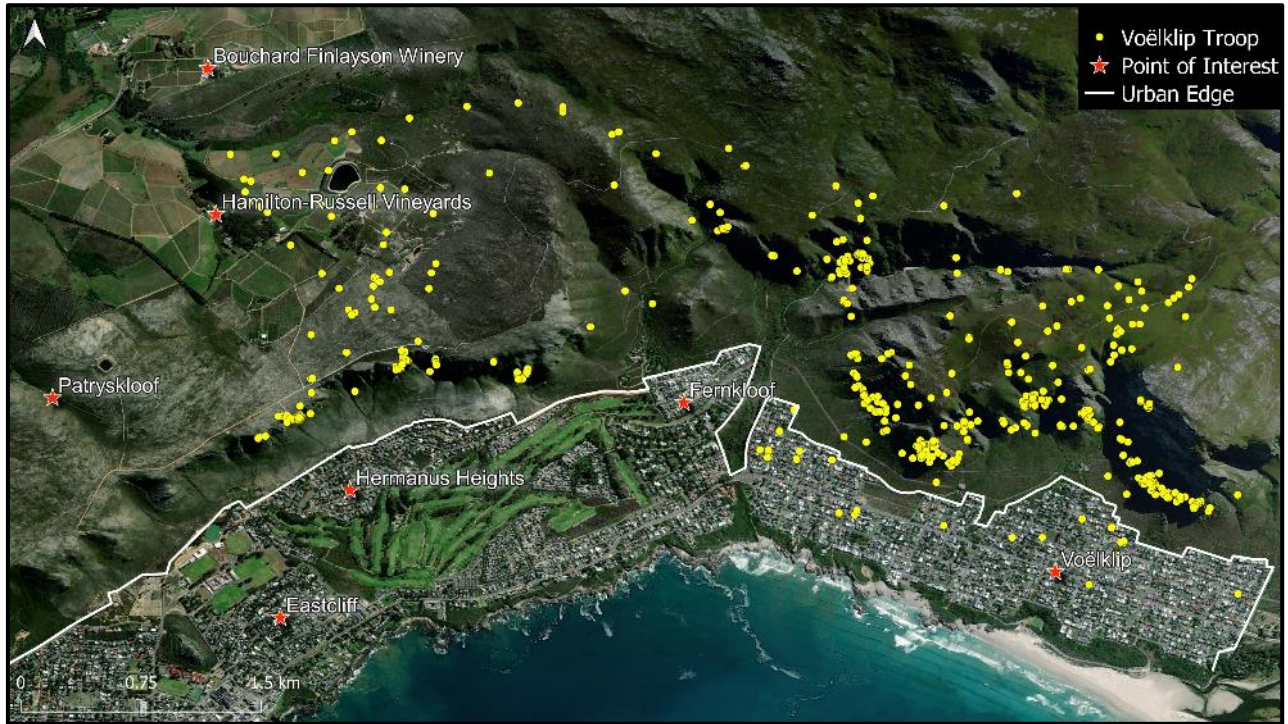 Bouchard Finlayson Winery
Voëlklip Troop
Point of Interest
Urban Edge
Hamilton-Russell Vineyards
Patryskloof
Fernkloof
Hermanus Heights
Voëlklip
Eastcliff
0 0.75 1.5 km